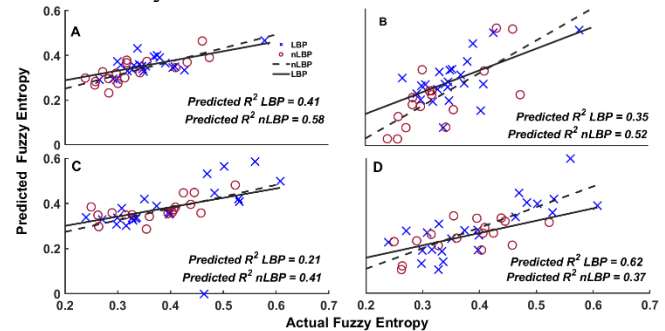 0.6
A
LBP
nLBP
nLBP
LBP
0.4
0.2
Predicted R² LBP = 0.41
Predicted R² nLBP = 0.58
0
B
Predicted R² LBP = 0.35
Predicted R² nLBP = 0.52
Predicted Fuzzy Entropy
0.6
C
0.4
0.2
Predicted R² LBP = 0.21
Predicted R² nLBP = 0.41
0
0.2 0.3 0.4 0.5 0.6 0.7
D
Predicted R² LBP = 0.62
Predicted R² nLBP = 0.37
0.2 0.3 0.4 0.5 0.6 0.7
Actual Fuzzy Entropy